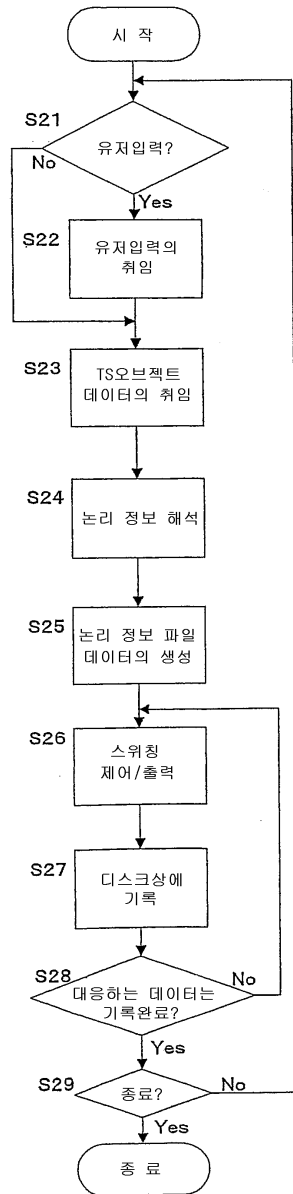 시 작
S21
유저입력?
No
Yes
S22
유저입력의
취임
S23
TS오브젝트
데이터의 취임
S24
논리 정보 해석
S25
논리 정보 파일
데이터의 생성
S26
스위칭
제어/출력
S27
디스크상에
기록
S28
No
대응하는 데이터는
기록완료?
Yes
S29
종료?
No
Yes
종 료